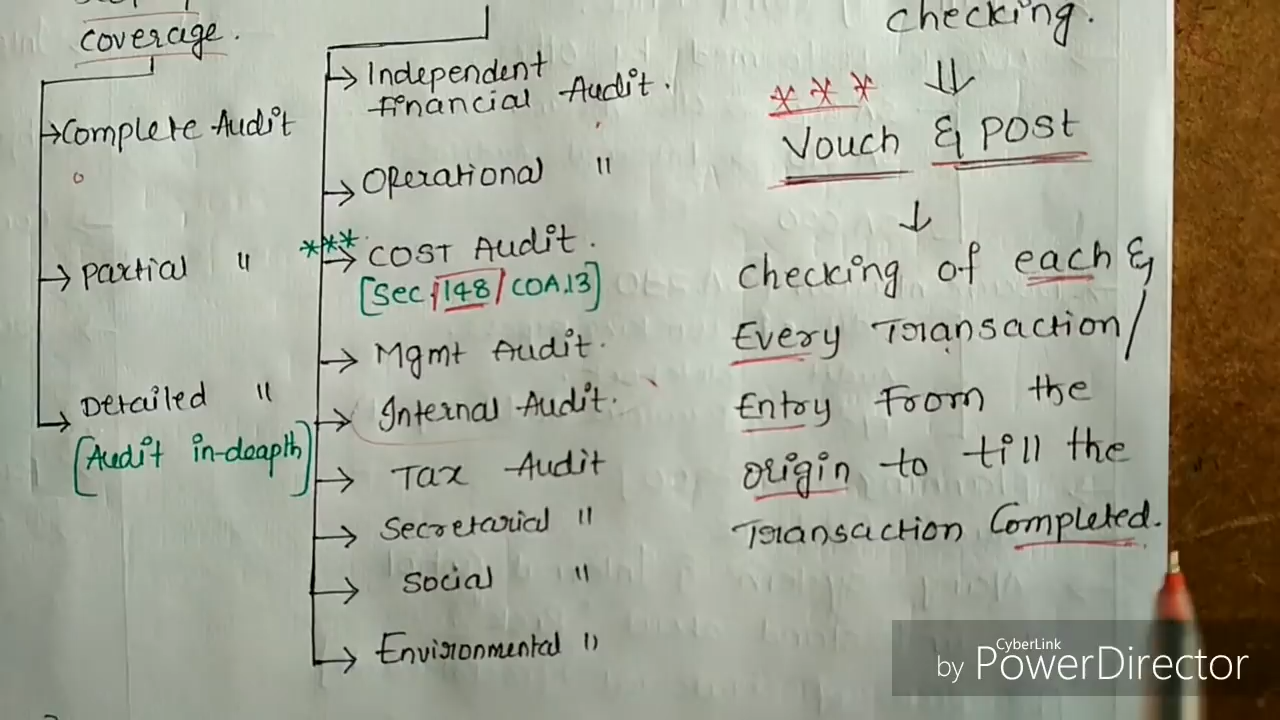 coverage.
Complete Audit
Partial "
Detailed "
[Audit in-deapth]
Independent
financial Audit.
Operational "
*** COST Audit.
[Sec 148/COA.13]
Mgmt Audit.
Internal Audit.
Tax Audit
Secretarial "
Social "
Environmental "
checking.
***
Vouch & POST
checking of each &
Every Transaction/
Entry From the
origin to till the
Transaction Completed.
CyberLink
by PowerDirector